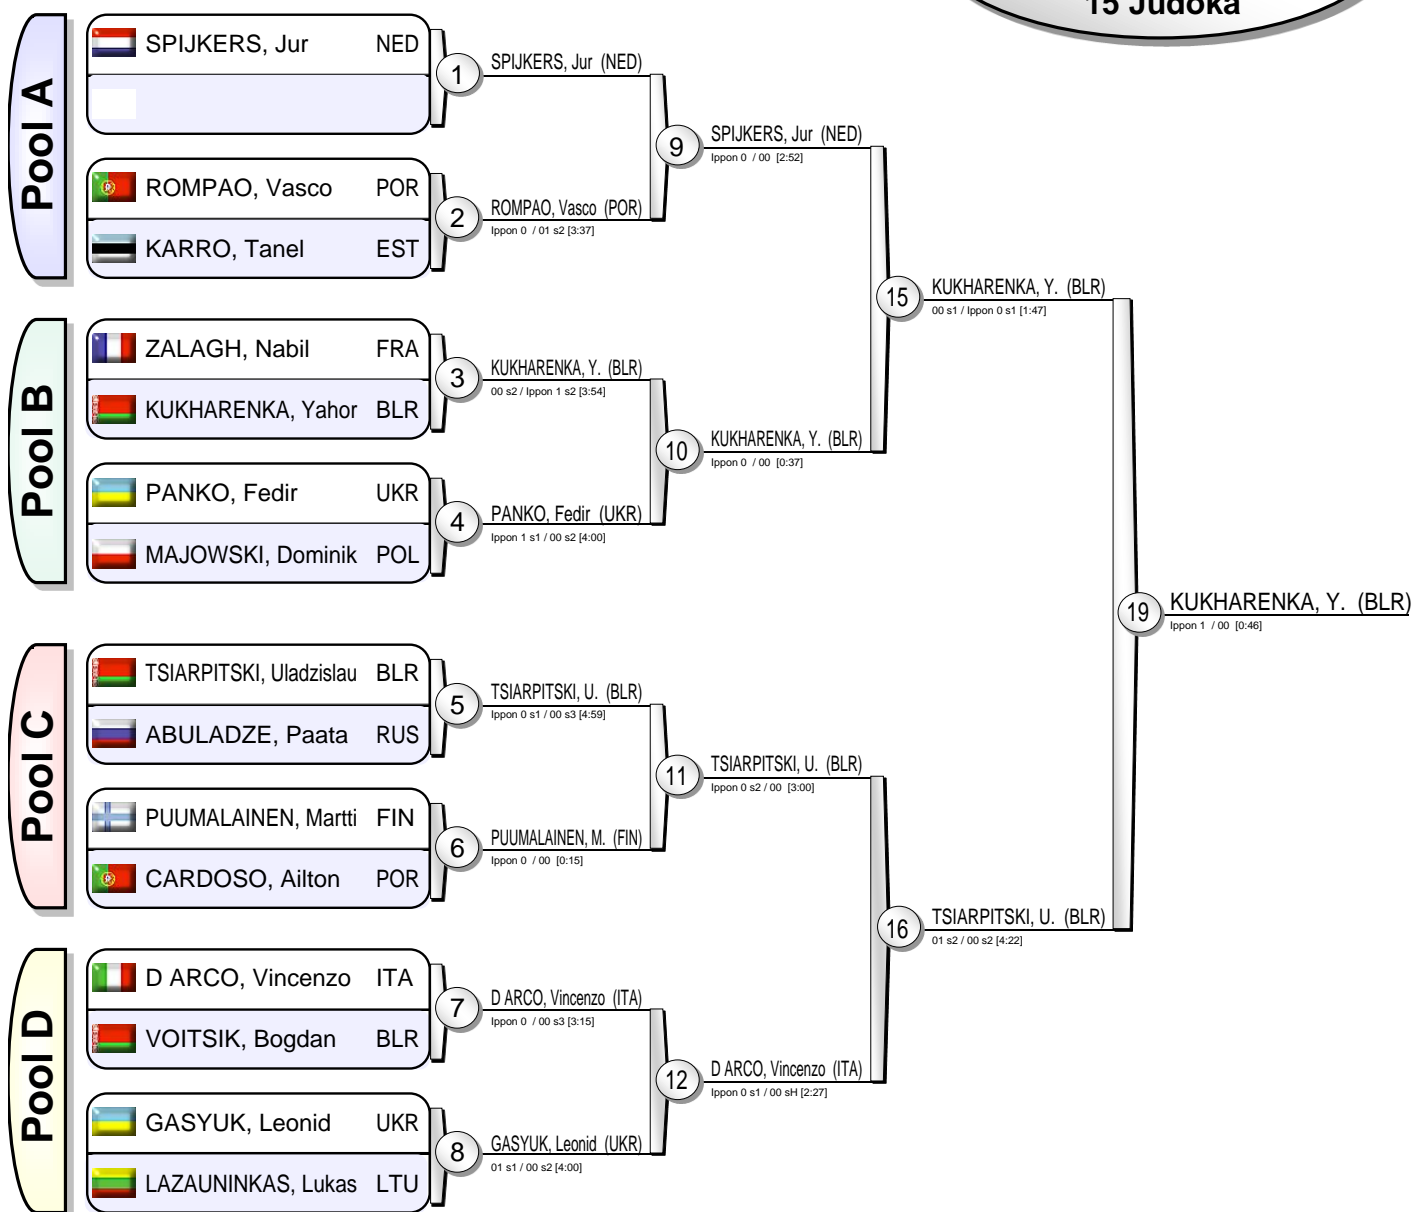 15 Judoka
Pool A
SPIJKERS, Jur NED
ROMPAO, Vasco POR
KARRO, Tanel EST
Pool B
ZALAGH, Nabil FRA
KUKHARENKA, Yahor BLR
PANKO, Fedir UKR
MAJOWSKI, Dominik POL
Pool C
TSIARPITSKI, Uladzislau BLR
ABULADZE, Paata RUS
PUUMALAINEN, Martti FIN
CARDOSO, Ailton POR
Pool D
D ARCO, Vincenzo ITA
VOITSIK, Bogdan BLR
GASYUK, Leonid UKR
LAZAUNINKAS, Lukas LTU
1
SPIJKERS, Jur (NED)
2
ROMPAO, Vasco (POR)
Ippon 0 / 01 s2 [3:37]
3
KUKHARENKA, Y. (BLR)
00 s2 / Ippon 1 s2 [3:54]
4
PANKO, Fedir (UKR)
Ippon 1 s1 / 00 s2 [4:00]
5
TSIARPITSKI, U. (BLR)
Ippon 0 s1 / 00 s3 [4:59]
6
PUUMALAINEN, M. (FIN)
Ippon 0 / 00 [0:15]
7
D ARCO, Vincenzo (ITA)
Ippon 0 / 00 s3 [3:15]
8
GASYUK, Leonid (UKR)
01 s1 / 00 s2 [4:00]
9
SPIJKERS, Jur (NED)
Ippon 0 / 00 [2:52]
10
KUKHARENKA, Y. (BLR)
Ippon 0 / 00 [0:37]
11
TSIARPITSKI, U. (BLR)
Ippon 0 s2 / 00 [3:00]
12
D ARCO, Vincenzo (ITA)
Ippon 0 s1 / 00 sH [2:27]
15
KUKHARENKA, Y. (BLR)
00 s1 / Ippon 0 s1 [1:47]
16
TSIARPITSKI, U. (BLR)
01 s2 / 00 s2 [4:22]
19
KUKHARENKA, Y. (BLR)
Ippon 1 / 00 [0:46]